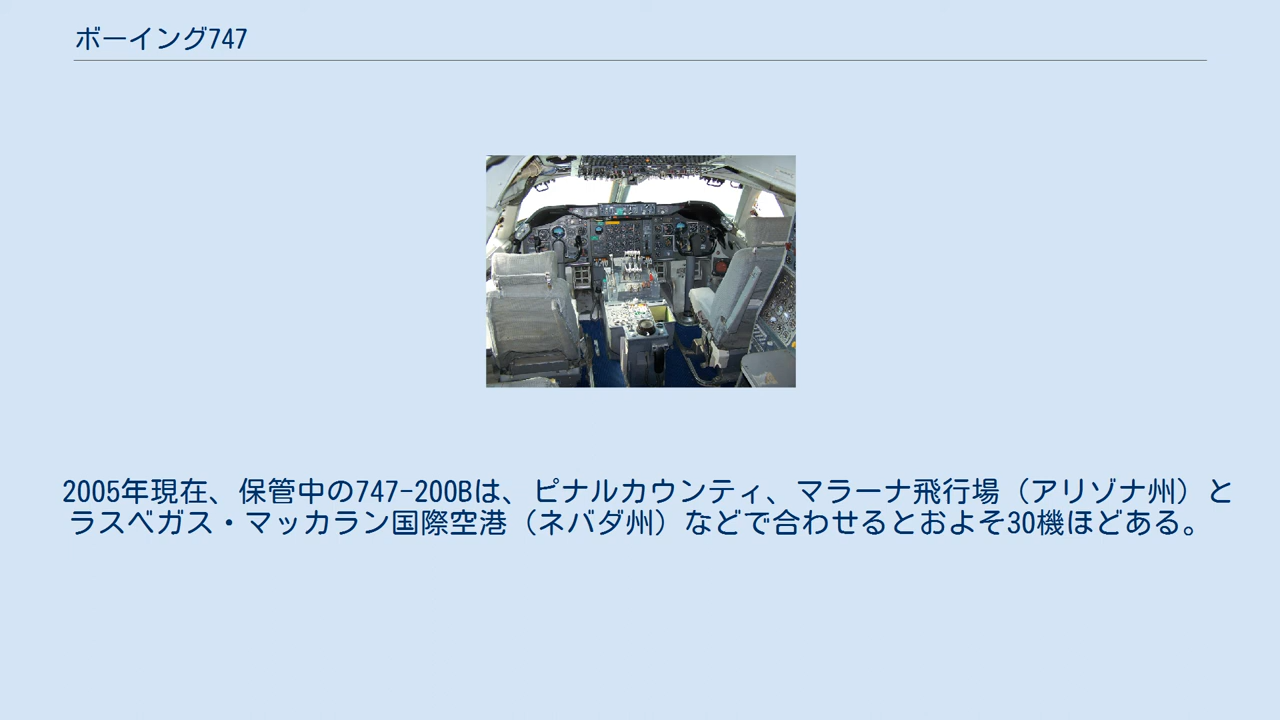 ボーイング747
2005年現在、保管中の747-200Bは、ピナルカウンティ、マラーナ飛行場（アリゾナ州）と
ラスベガス・マッカラン国際空港（ネバダ州）などで合わせるとおよそ30機ほどある。